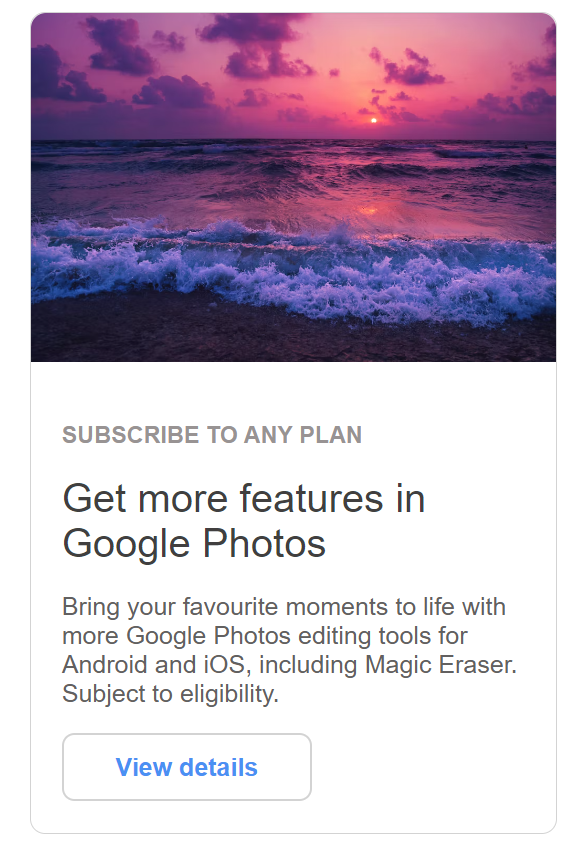 SUBSCRIBE TO ANY PLAN
Get more features in
Google Photos
Bring your favourite moments to life with
more Google Photos editing tools for
Android and iOS, including Magic Eraser.
Subject to eligibility.
View details